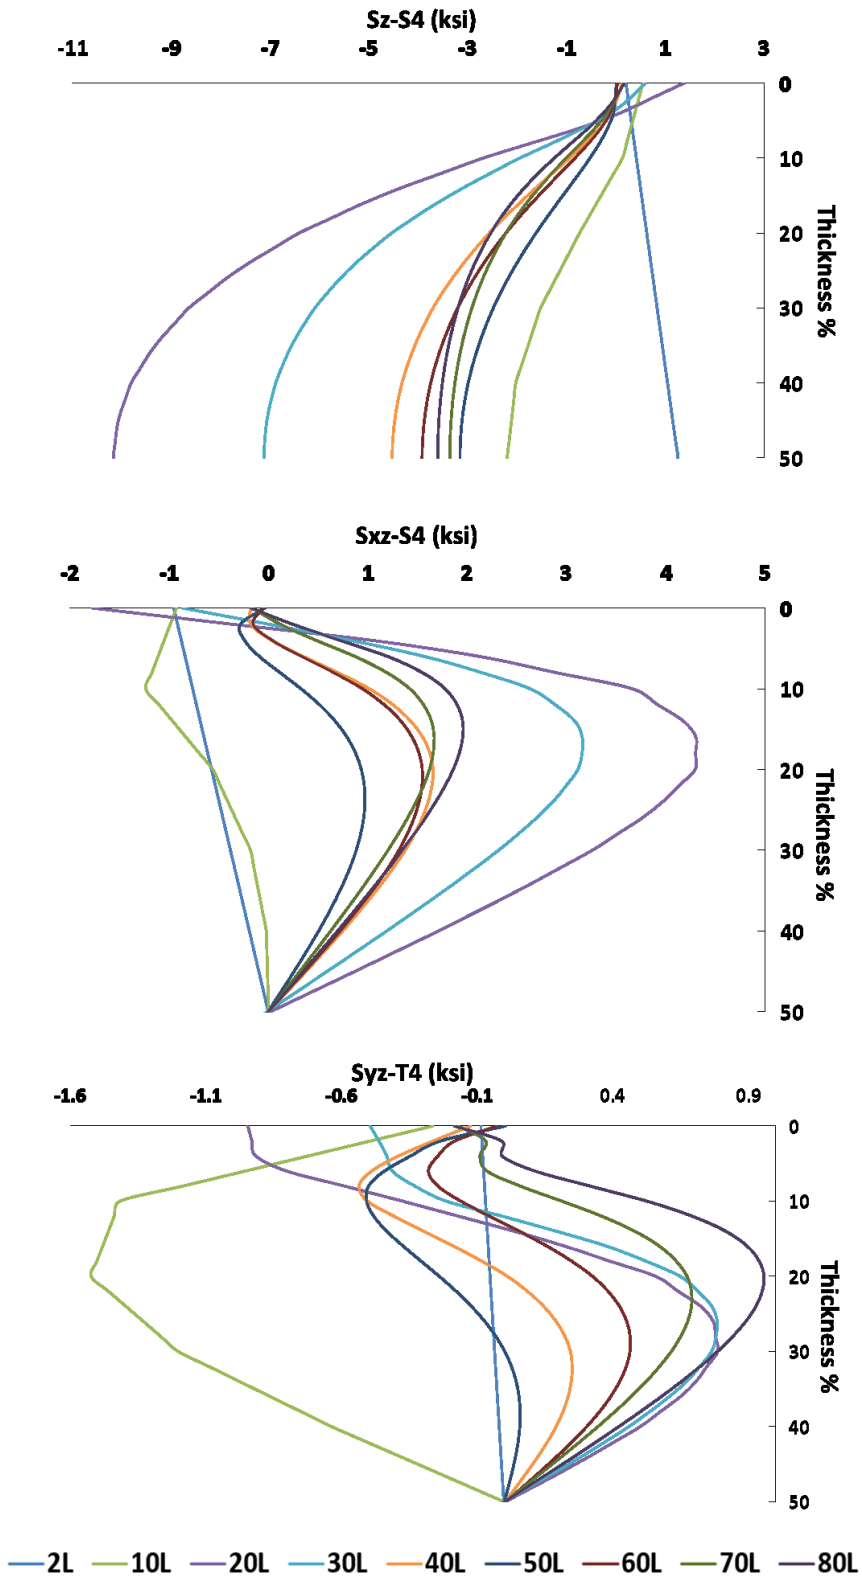 Sz-S4 (ksi)
-11 -9 -7 -5 -3 -1 1 3
0
10
20
30
40
50
Thickness %
Sxz-S4 (ksi)
-2 -1 0 1 2 3 4 5
0
10
20
30
40
50
Thickness %
Syz-T4 (ksi)
-1.6 -1.1 -0.6 -0.1 0.4 0.9
0
10
20
30
40
50
Thickness %
2L 10L 20L 30L 40L 50L 60L 70L 80L